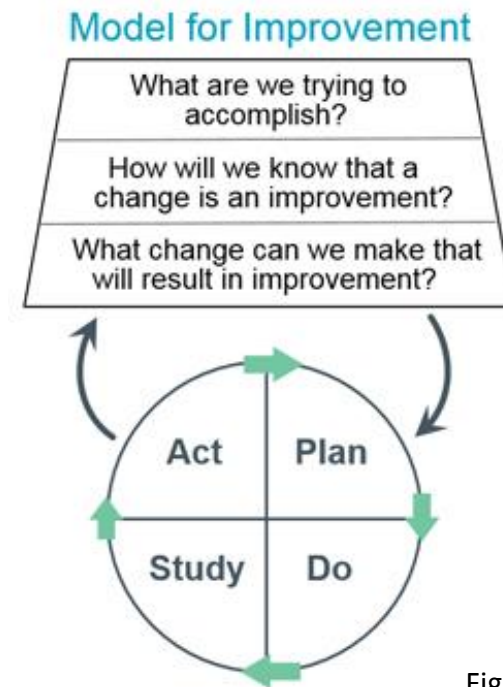 Model for Improvement
What are we trying to
accomplish?
How will we know that a
change is an improvement?
What change can we make that
will result in improvement?
Act
Plan
Study
Do
Fig